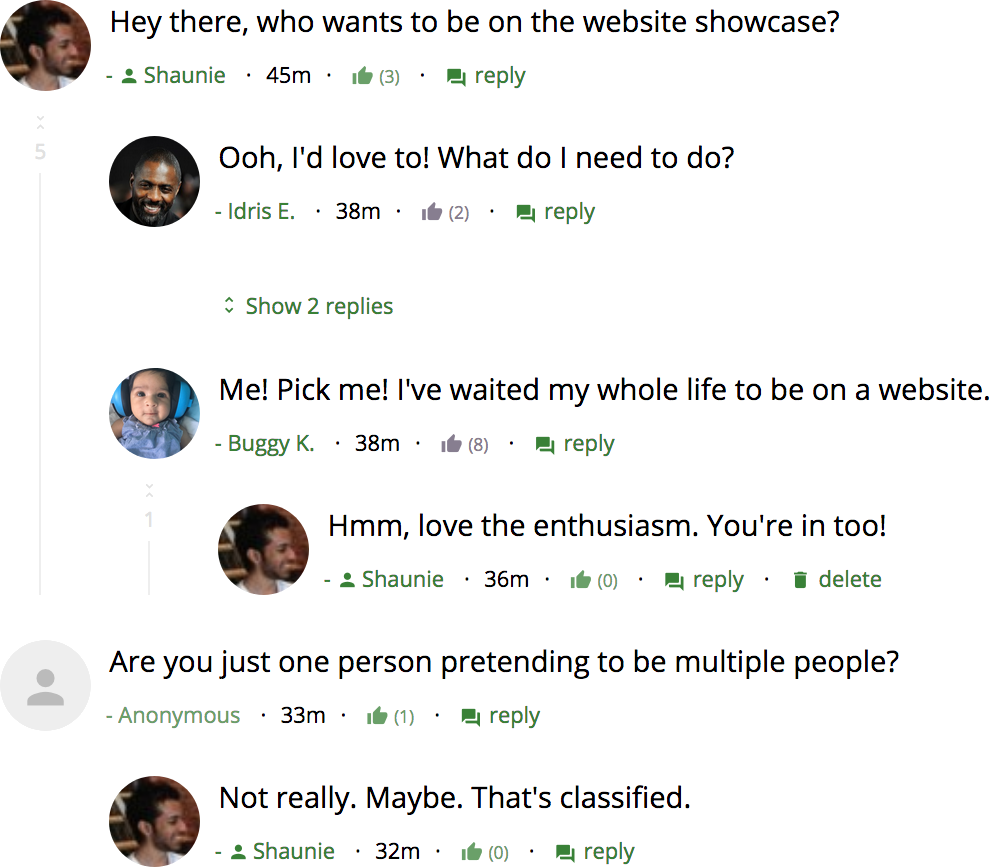 Hey there, who wants to be on the website showcase?
- Shaunie · 45m · (3) · reply
5
Ooh, I'd love to! What do I need to do?
- Idris E. · 38m · (2) · reply
Show 2 replies
Me! Pick me! I've waited my whole life to be on a website.
- Buggy K. · 38m · (8) · reply
1
Hmm, love the enthusiasm. You're in too!
- Shaunie · 36m · (0) · reply · delete
Are you just one person pretending to be multiple people?
- Anonymous · 33m · (1) · reply
Not really. Maybe. That's classified.
- Shaunie · 32m · (0) · reply